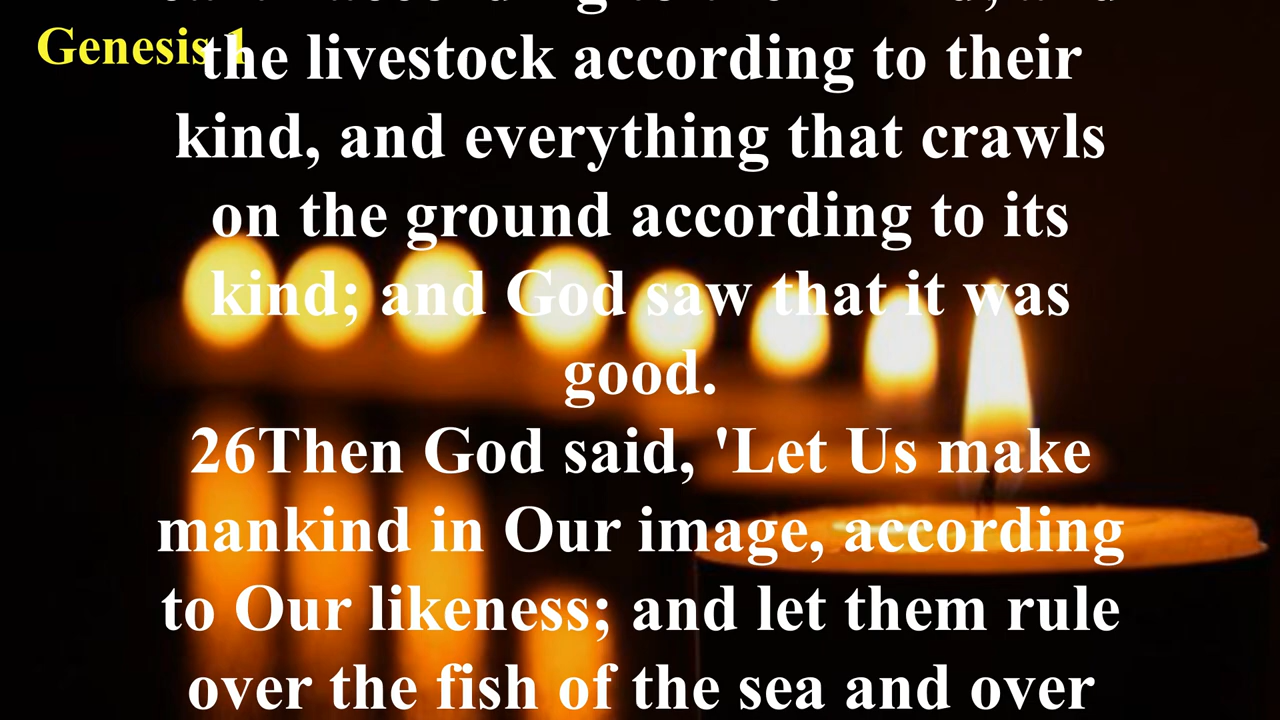 Genesis 1
the livestock according to their
kind, and everything that crawls
on the ground according to its
kind; and God saw that it was
good.
26Then God said, 'Let Us make
mankind in Our image, according
to Our likeness; and let them rule
over the fish of the sea and over